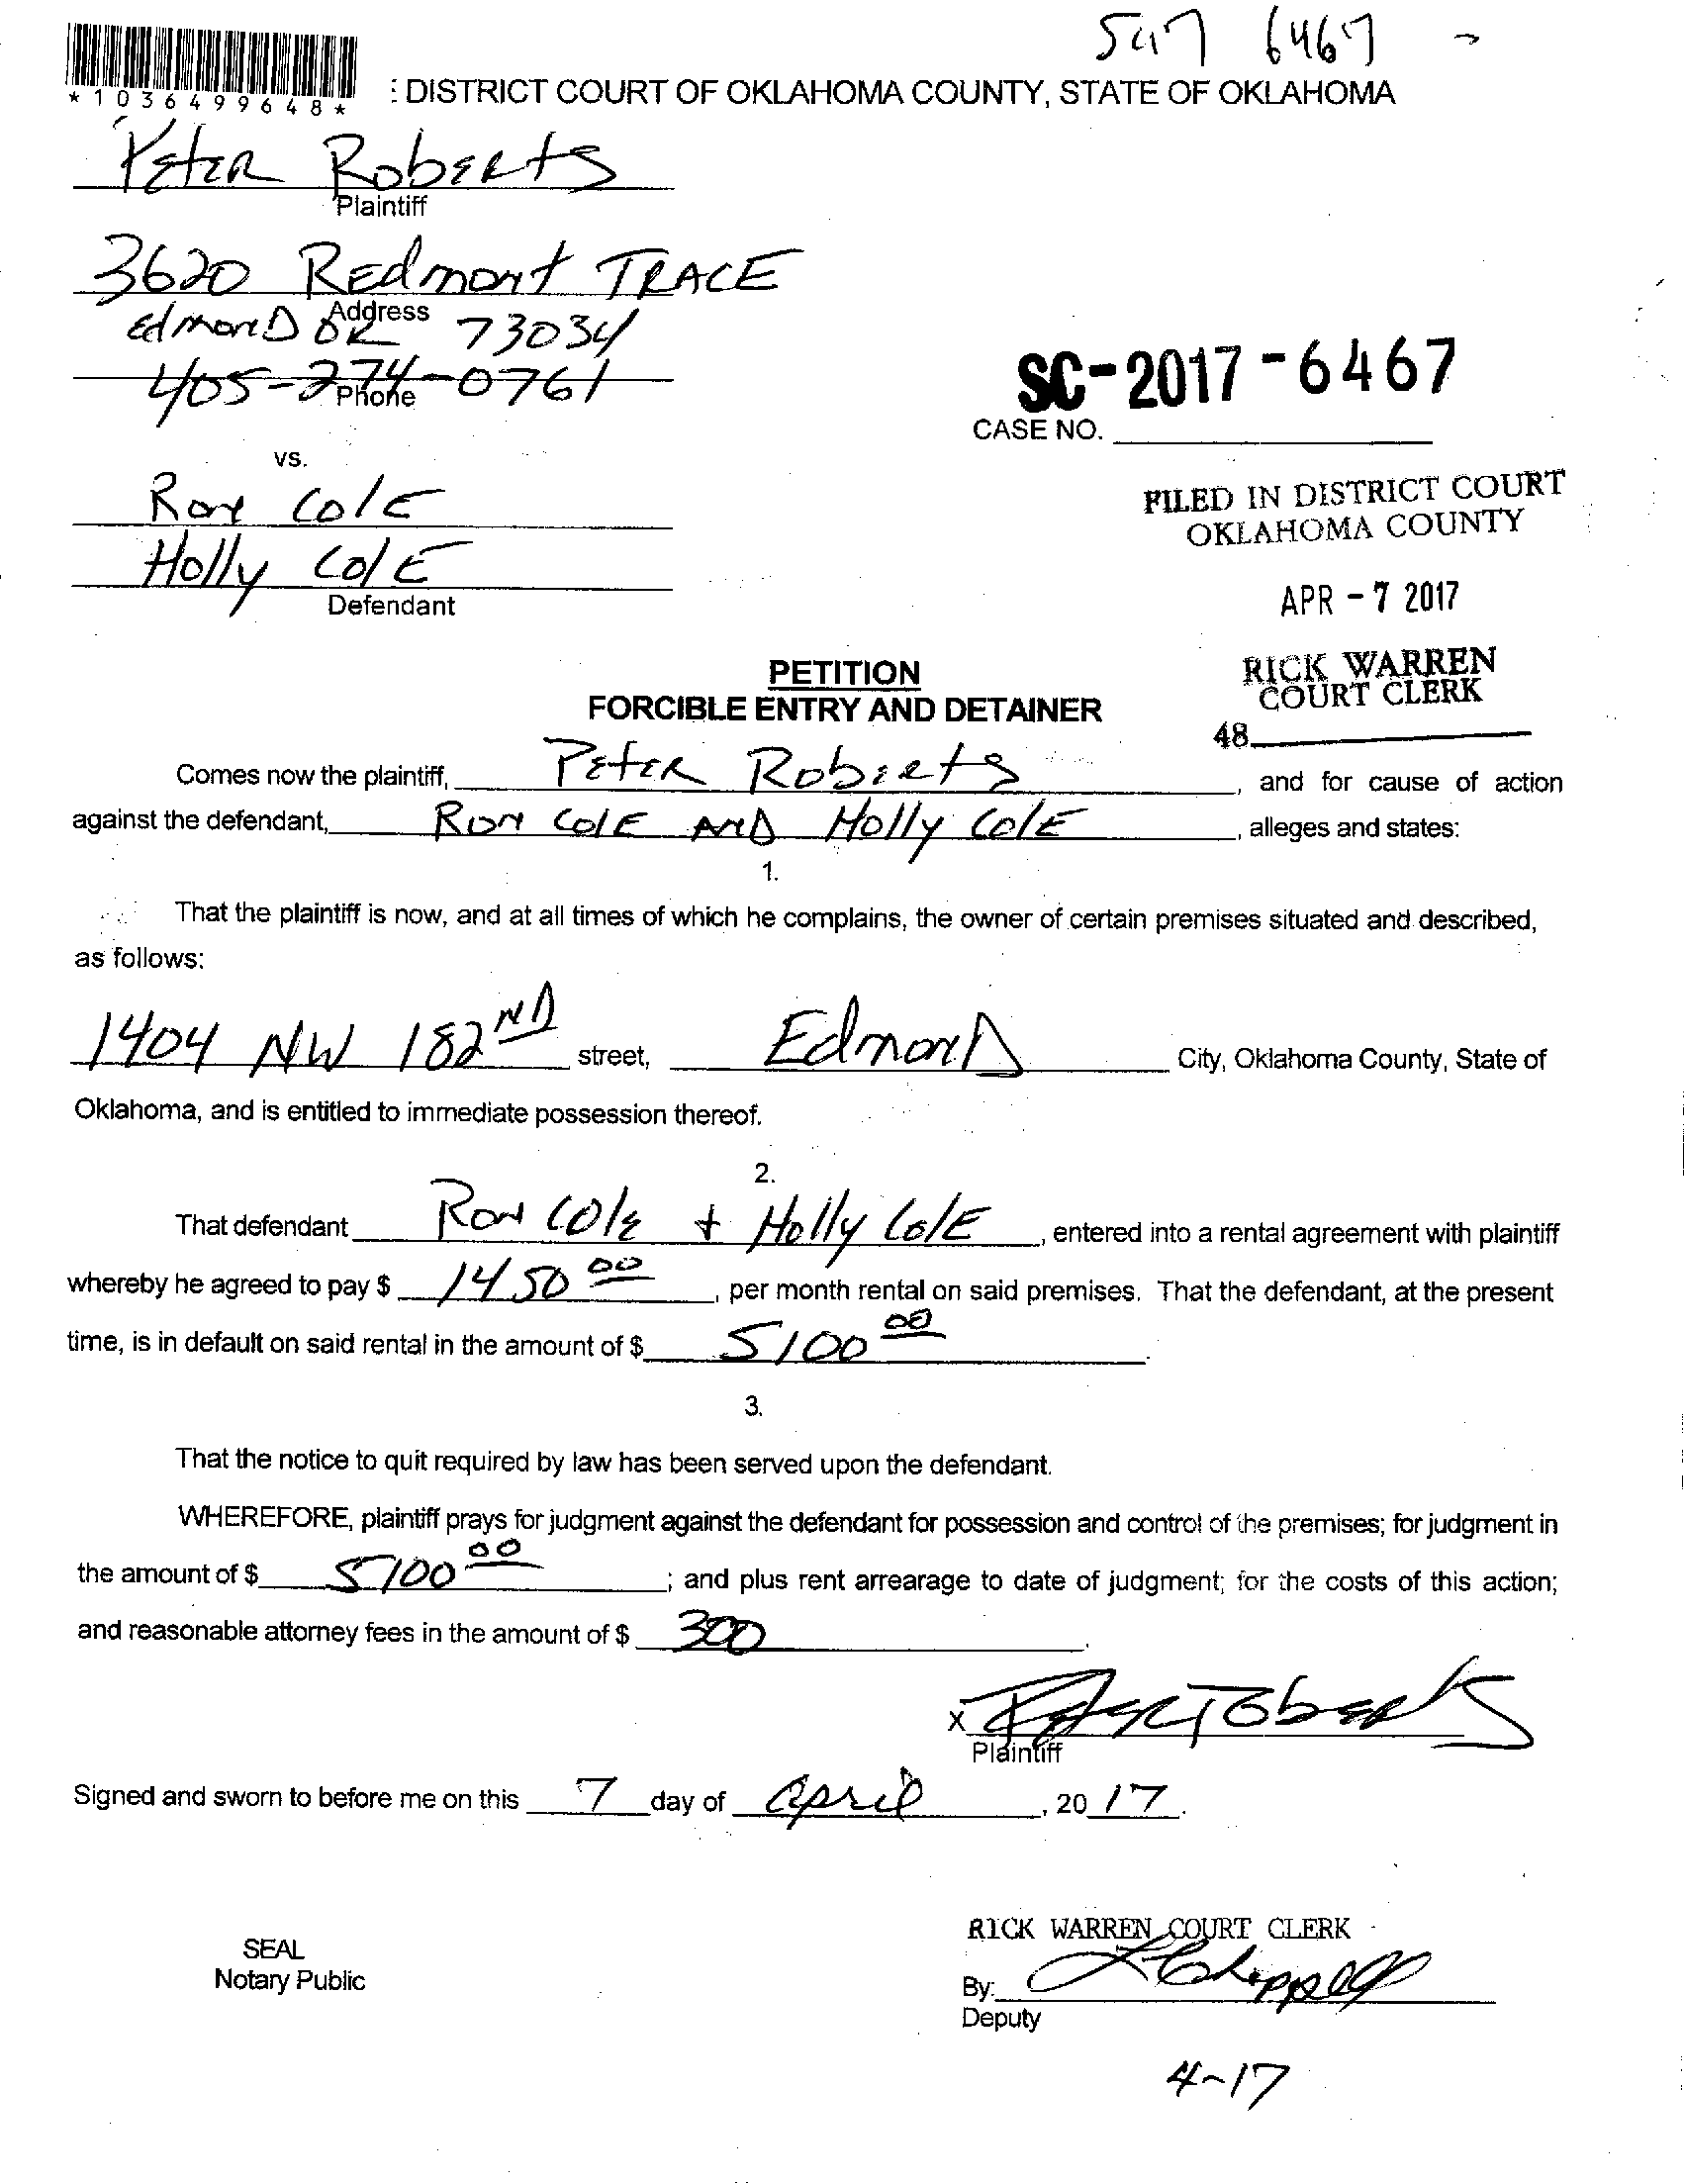 5017 6467
*1036499648*
: DISTRICT COURT OF OKLAHOMA COUNTY, STATE OF OKLAHOMA
Peter Roberts
Plaintiff
3620 Redmont Trace
Address
Edmond OK 73034
405-274-0761
Phone
SC-2017-6467
CASE NO.
vs.
Ron Cole
Holly Cole
Defendant
FILED IN DISTRICT COURT
OKLAHOMA COUNTY
APR - 7 2017
RICK WARREN
COURT CLERK
48
PETITION
FORCIBLE ENTRY AND DETAINER
Comes now the plaintiff, Peter Roberts, and for cause of action
against the defendant, Ron Cole and Holly Cole, alleges and states:
1.
That the plaintiff is now, and at all times of which he complains, the owner of certain premises situated and described,
as follows:
1404 NW 182ND street, Edmond City, Oklahoma County, State of
Oklahoma, and is entitled to immediate possession thereof.
2.
That defendant Ron Cole + Holly Cole, entered into a rental agreement with plaintiff
whereby he agreed to pay $ 1450 00, per month rental on said premises. That the defendant, at the present
time, is in default on said rental in the amount of $ 5100 00.
3.
That the notice to quit required by law has been served upon the defendant.
WHEREFORE, plaintiff prays for judgment against the defendant for possession and control of the premises; for judgment in
the amount of $ 5100 00; and plus rent arrearage to date of judgment; for the costs of this action;
and reasonable attorney fees in the amount of $ 300.
X Peter Roberts
Plaintiff
Signed and sworn to before me on this 7 day of April, 20 17.
RICK WARREN COURT CLERK
SEAL
Notary Public
By: L Chappell
Deputy
4-17